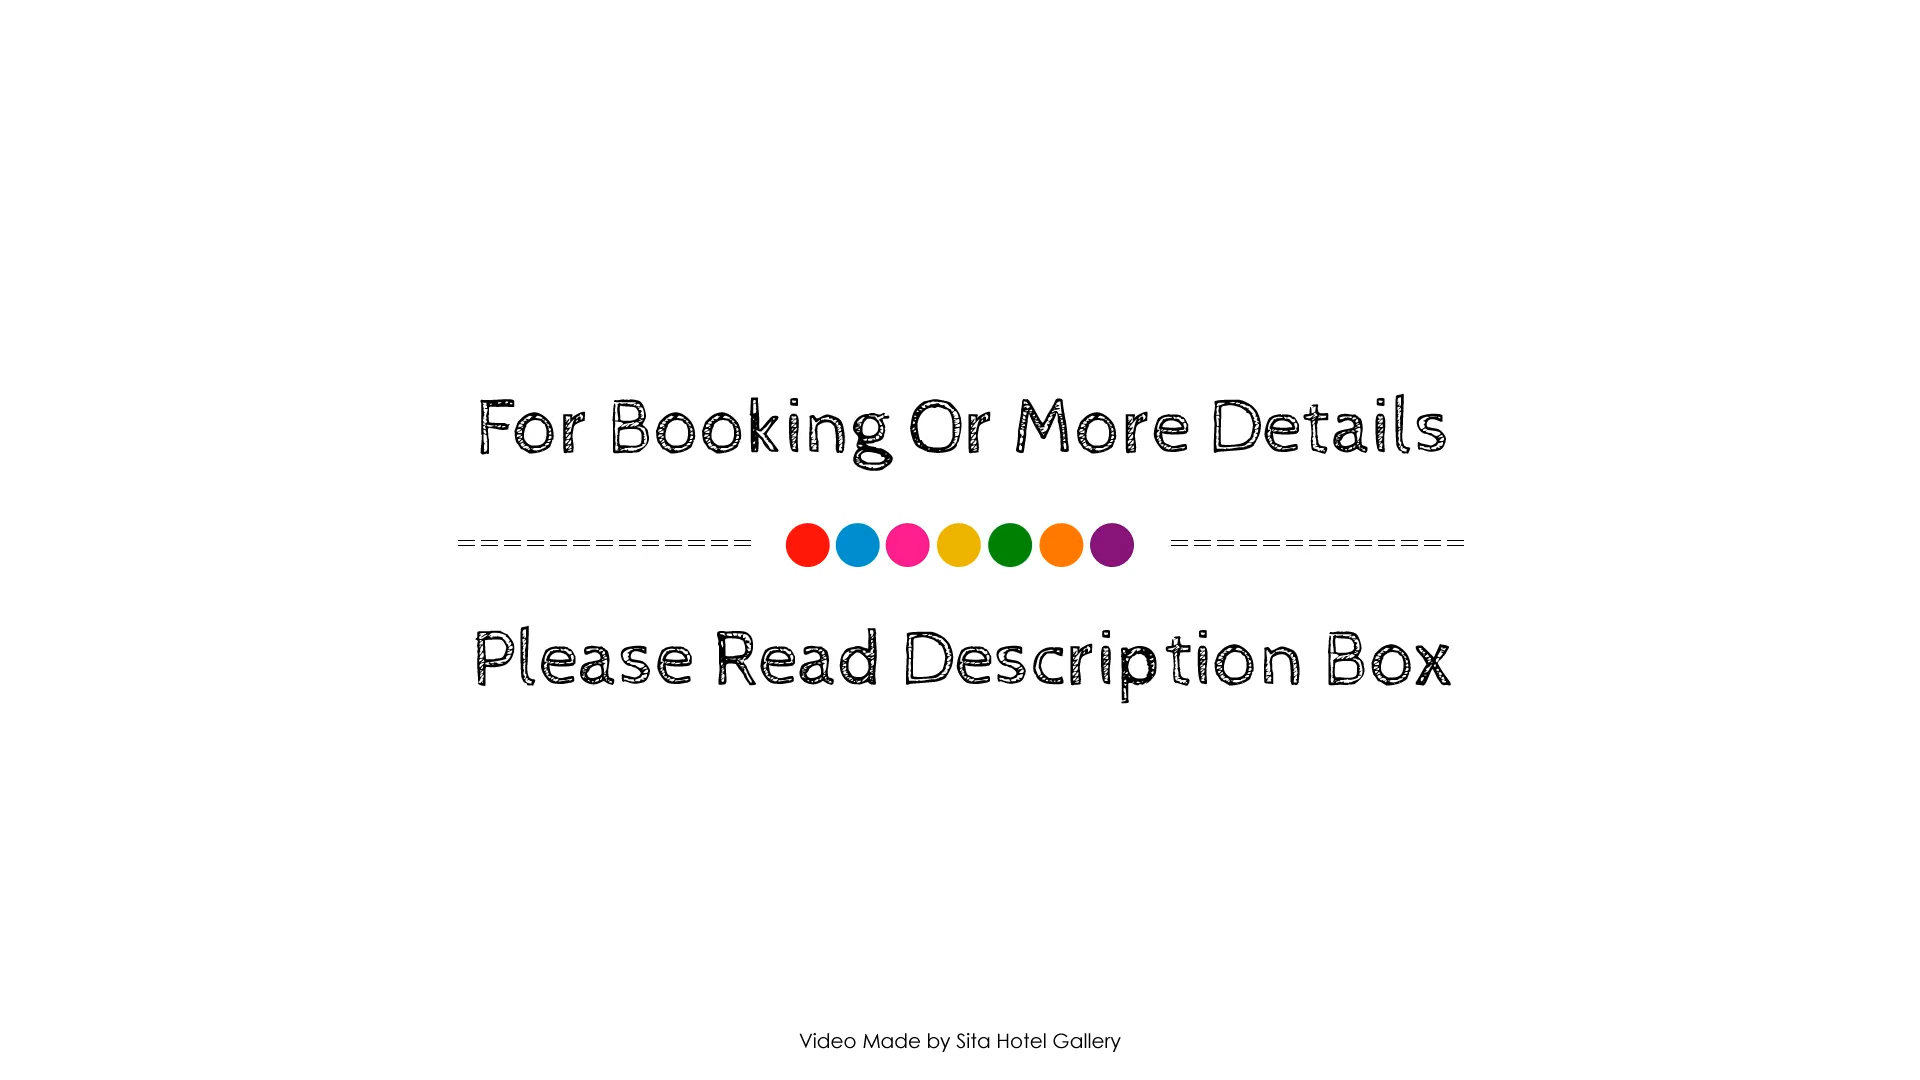 For Booking Or More Details
============= =============
Please Read Description Box
Video Made by Sita Hotel Gallery